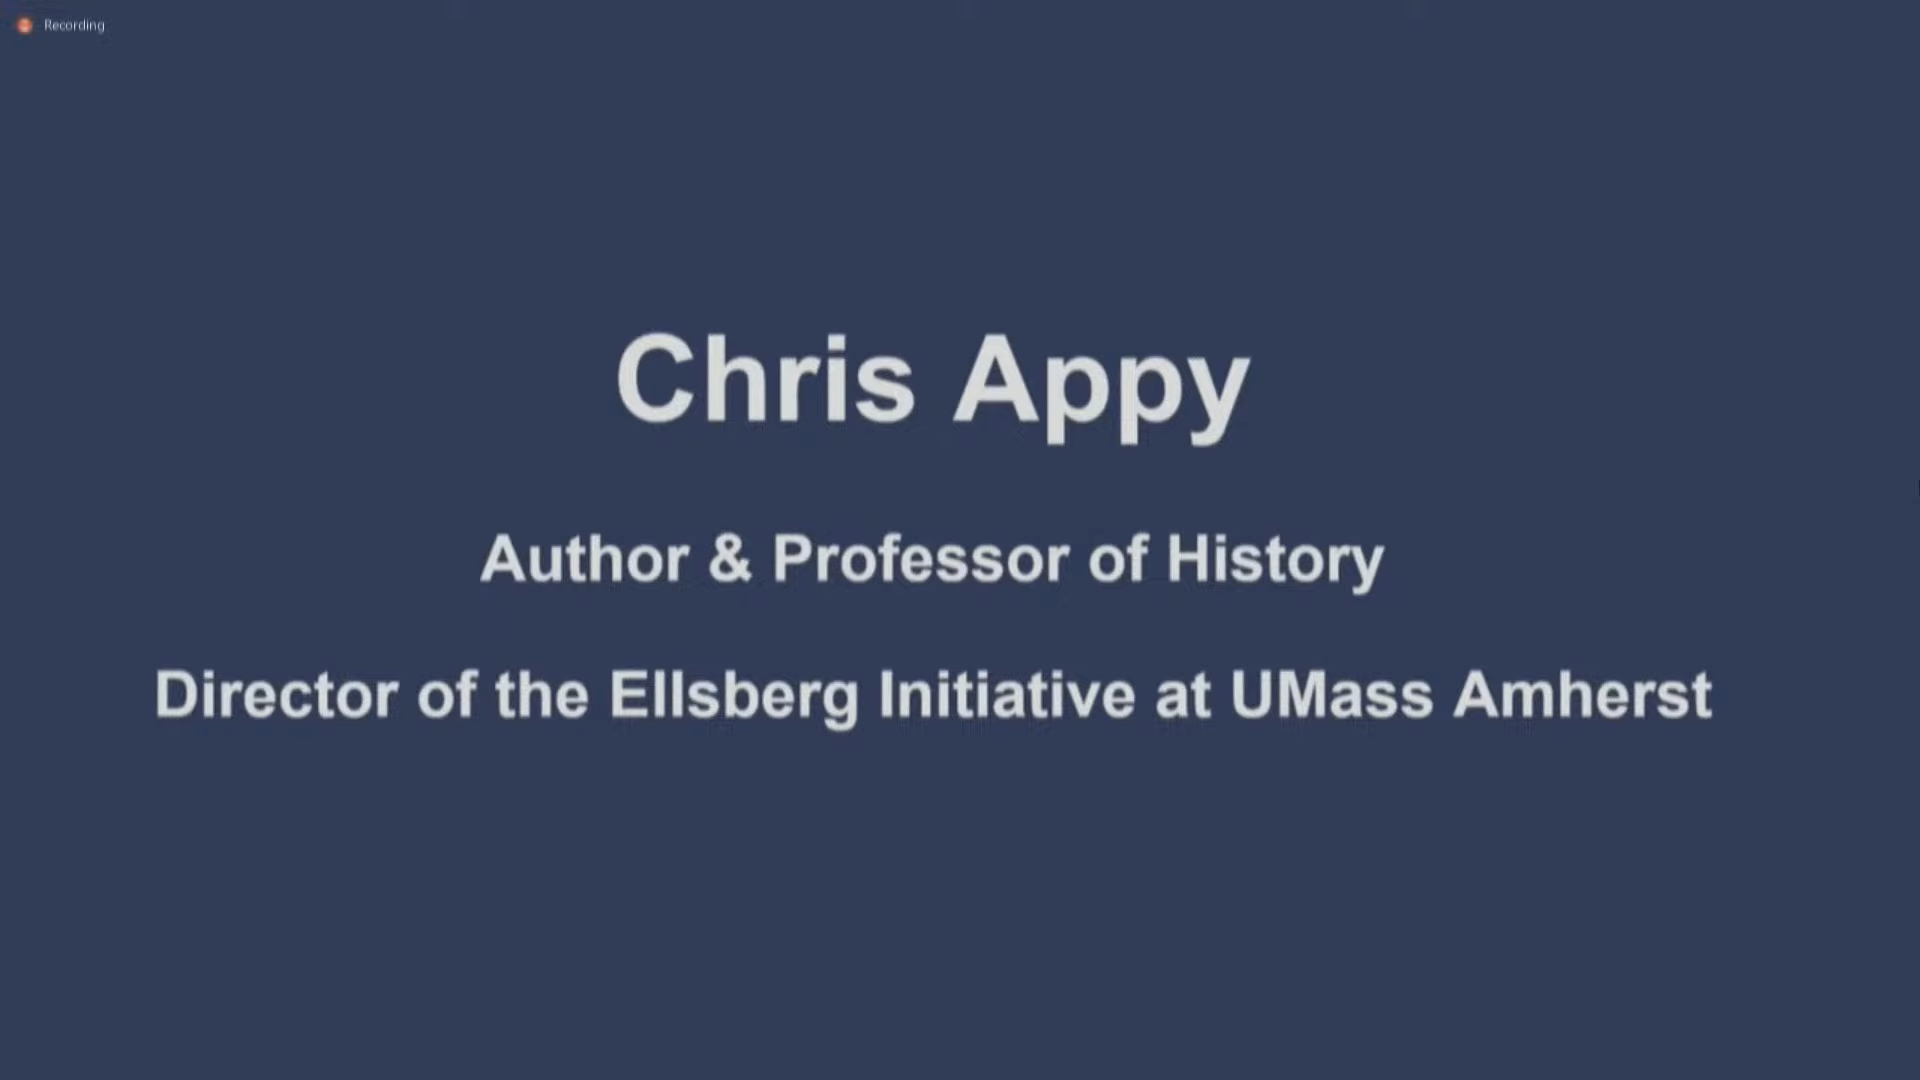 Recording
Chris Appy
Author & Professor of History
Director of the Ellsberg Initiative at UMass Amherst